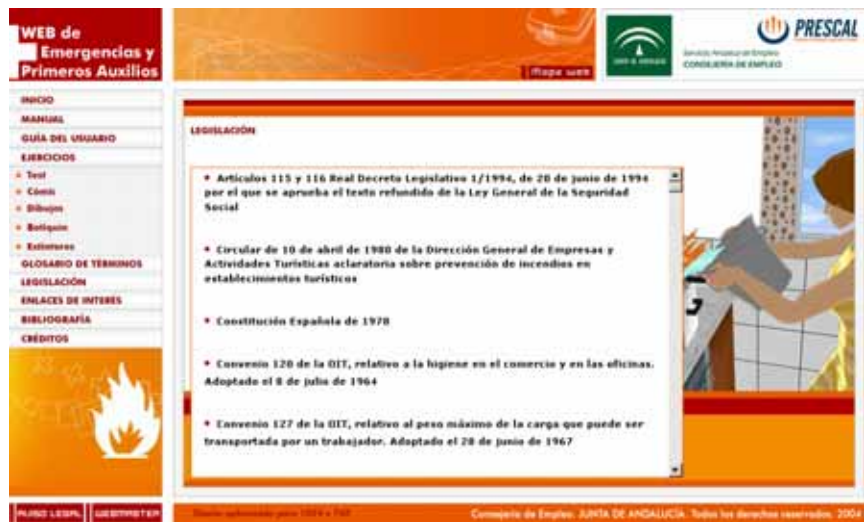 WEB de
Emergencias y
Primeros Auxilios
Mapa web
JUNTA DE ANDALUCIA
PRESCAL
Servicio Andaluz de Empleo
CONSEJERÍA DE EMPLEO
INICIO
MANUAL
GUÍA DEL USUARIO
EJERCICIOS
Test
Cómic
Dibujos
Botiquín
Extintores
GLOSARIO DE TÉRMINOS
LEGISLACIÓN
ENLACES DE INTERÉS
BIBLIOGRAFÍA
CRÉDITOS
LEGISLACIÓN
• Artículos 115 y 116 Real Decreto Legislativo 1/1994, de 20 de junio de 1994
por el que se aprueba el texto refundido de la Ley General de la Seguridad
Social
• Circular de 10 de abril de 1980 de la Dirección General de Empresas y
Actividades Turísticas aclaratoria sobre prevención de incendios en
establecimientos turísticos
• Constitución Española de 1978
• Convenio 120 de la OIT, relativo a la higiene en el comercio y en las oficinas.
Adoptado el 8 de julio de 1964
• Convenio 127 de la OIT, relativo al peso máximo de la carga que puede ser
transportada por un trabajador. Adoptado el 28 de junio de 1967
AVISO LEGAL
WEBMASTER
Diseño optimizado para 1024 x 768
Consejería de Empleo. JUNTA DE ANDALUCÍA. Todos los derechos reservados. 2004